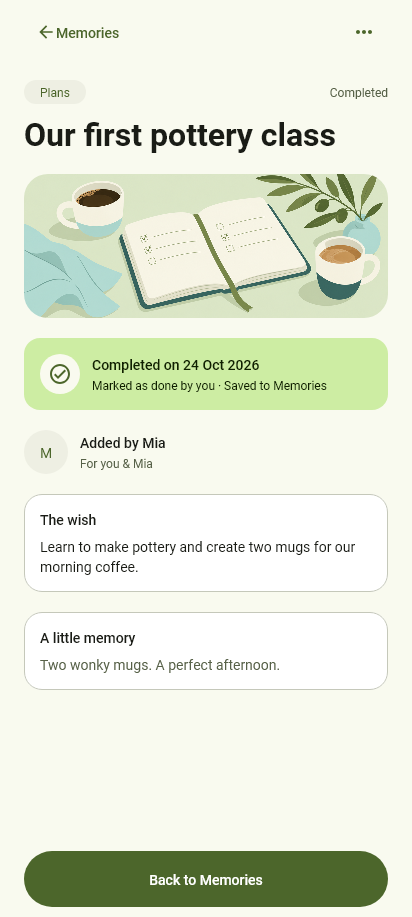 Memories
Plans
Completed
Our first pottery class
Completed on 24 Oct 2026
Marked as done by you · Saved to Memories
M
Added by Mia
For you & Mia
The wish
Learn to make pottery and create two mugs for our
morning coffee.
A little memory
Two wonky mugs. A perfect afternoon.
Back to Memories